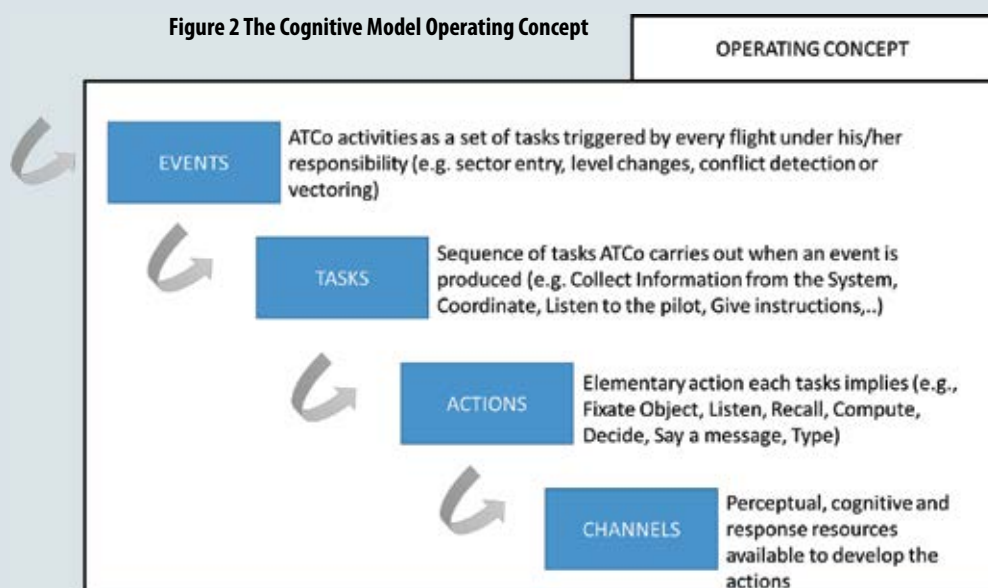 Figure 2 The Cognitive Model Operating Concept
OPERATING CONCEPT
EVENTS
ATCo activities as a set of tasks triggered by every flight under his/her
responsibility (e.g. sector entry, level changes, conflict detection or
vectoring)
TASKS
Sequence of tasks ATCo carries out when an event is
produced (e.g. Collect Information from the System,
Coordinate, Listen to the pilot, Give instructions,..)
ACTIONS
Elementary action each tasks implies (e.g.,
Fixate Object, Listen, Recall, Compute,
Decide, Say a message, Type)
CHANNELS
Perceptual, cognitive and
response resources
available to develop the
actions